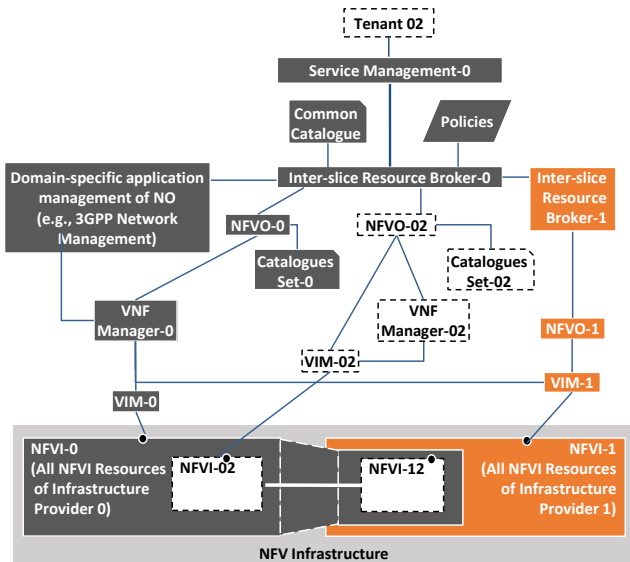 Tenant 02
Service Management-0
Common
Catalogue
Policies
Domain-specific application
management of NO
(e.g., 3GPP Network
Management)
Inter-slice Resource Broker-0
Inter-slice
Resource
Broker-1
NFVO-0
NFVO-02
Catalogues
Set-0
Catalogues
Set-02
VNF
Manager-0
VNF
Manager-02
NFVO-1
VIM-02
VIM-0
VIM-1
NFVI-0
(All NFVI Resources
of Infrastructure
Provider 0)
NFVI-02
NFVI-12
NFVI-1
(All NFVI Resources
of Infrastructure
Provider 1)
NFV Infrastructure